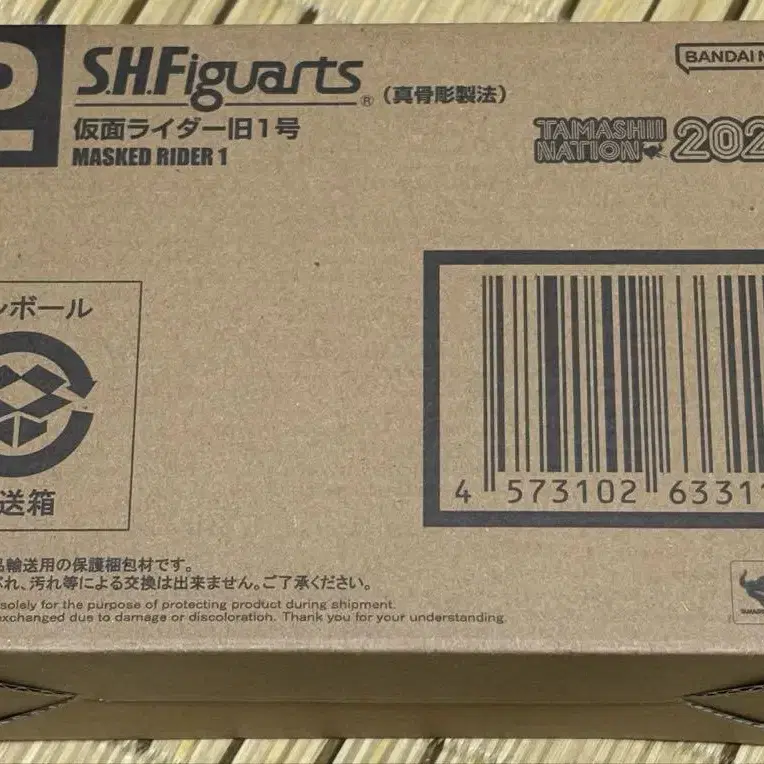 S.H.Figuarts® (真骨彫製法)
仮面ライダー旧1号
MASKED RIDER 1
BANDAI N
TAMASHII
NATION 202
ンボール
送箱
4 573102 6331
品輸送用の保護梱包材です。
ぶれ、汚れ等による交換は出来ません。ご了承ください。
solely for the purpose of protecting product during shipment.
exchanged due to damage or discoloration. Thank you for your understanding.